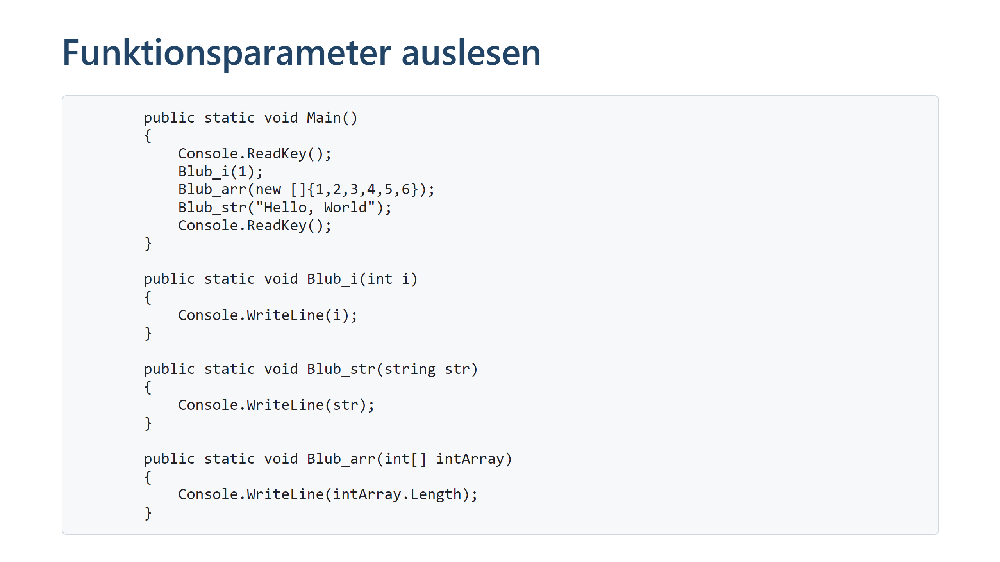 Funktionsparameter auslesen
public static void Main()
{
    Console.ReadKey();
    Blub_i(1);
    Blub_arr(new []{1,2,3,4,5,6});
    Blub_str("Hello, World");
    Console.ReadKey();
}

public static void Blub_i(int i)
{
    Console.WriteLine(i);
}

public static void Blub_str(string str)
{
    Console.WriteLine(str);
}

public static void Blub_arr(int[] intArray)
{
    Console.WriteLine(intArray.Length);
}